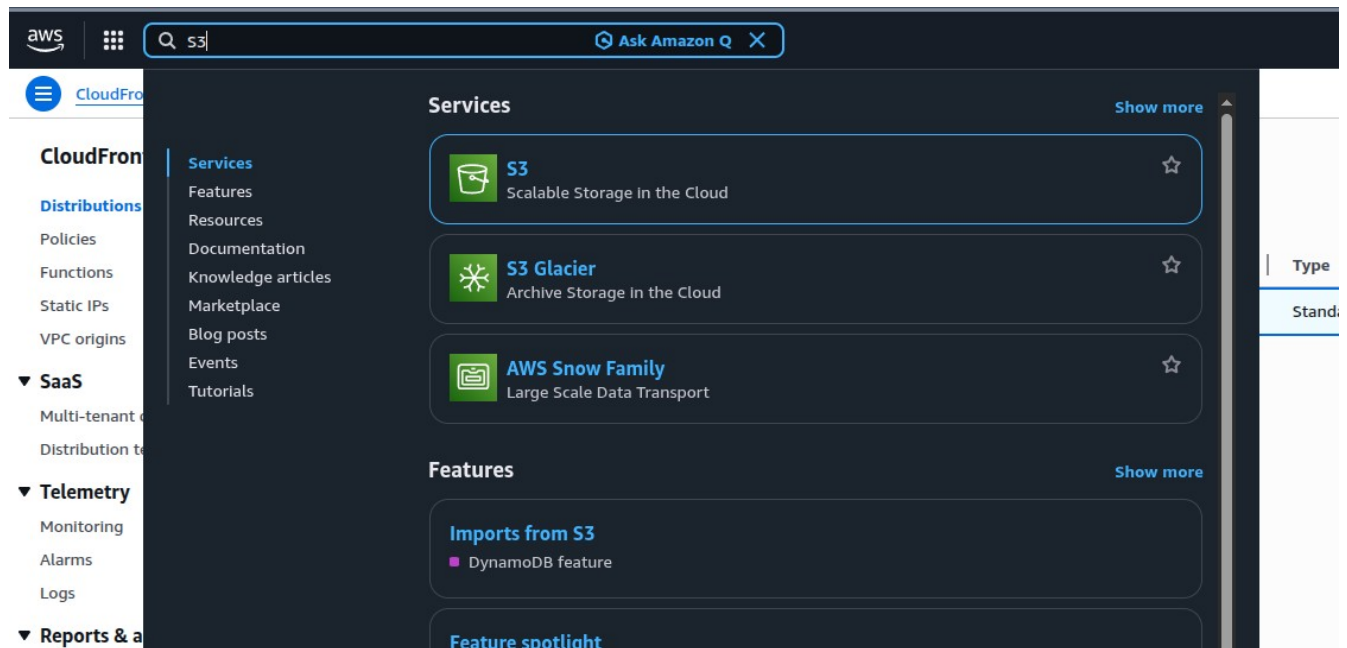 aws
S3
Ask Amazon Q
CloudFro
CloudFron
Distributions
Policies
Functions
Static IPs
VPC origins
SaaS
Multi-tenant
Distribution te
Telemetry
Monitoring
Alarms
Logs
Reports & a
Services
Features
Resources
Documentation
Knowledge articles
Marketplace
Blog posts
Events
Tutorials
Services
Show more
S3
Scalable Storage in the Cloud
S3 Glacier
Archive Storage in the Cloud
AWS Snow Family
Large Scale Data Transport
Features
Show more
Imports from S3
DynamoDB feature
Feature spotlight
Type
Standa